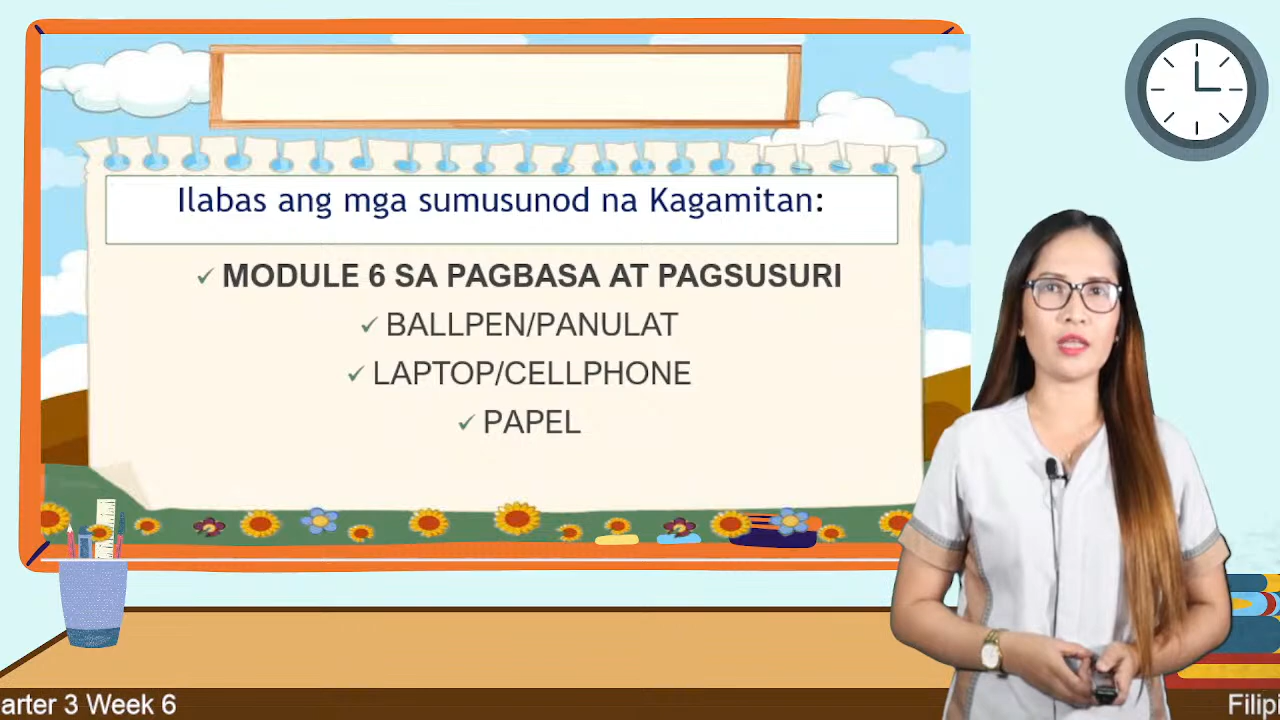 Ilabas ang mga sumusunod na Kagamitan:
✓ MODULE 6 SA PAGBASA AT PAGSUSURI
✓ BALLPEN/PANULAT
✓ LAPTOP/CELLPHONE
✓ PAPEL
arter 3 Week 6
Filipi